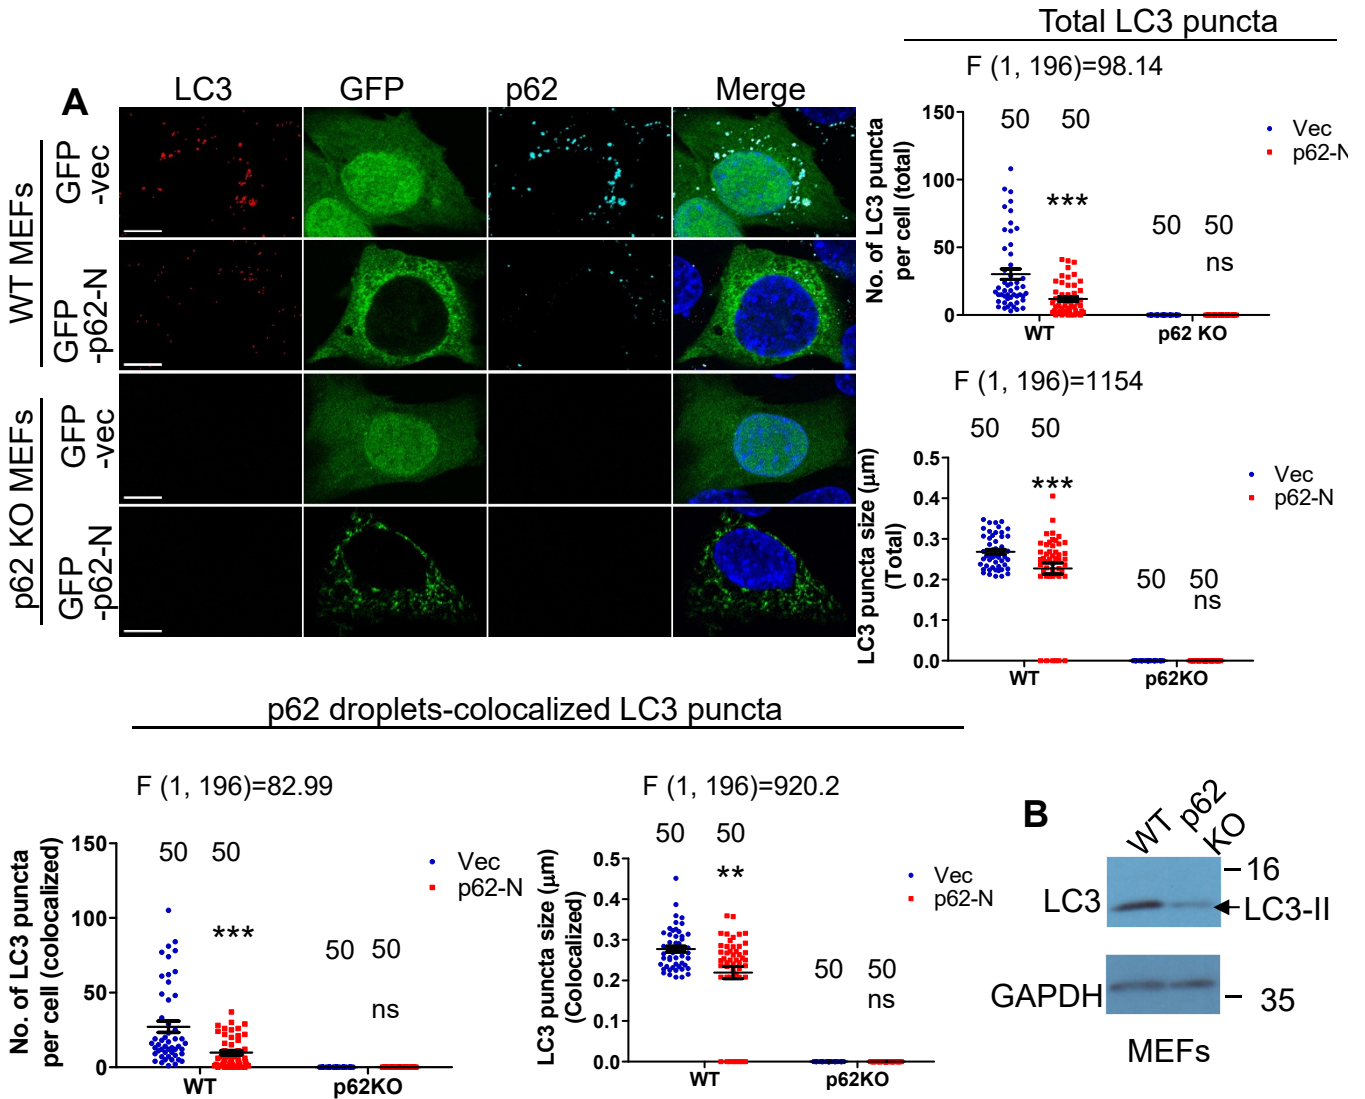 Total LC3 puncta
F (1, 196)=98.14
A
LC3 GFP p62 Merge
WT MEFs
GFP
-vec
GFP
-p62-N
p62 KO MEFs
GFP
-vec
GFP
-p62-N
No. of LC3 puncta
per cell (total)
150
100
50
0
50 50
***
50 50
ns
WT p62 KO
Vec
p62-N
F (1, 196)=1154
50 50
LC3 puncta size (μm)
(Total)
0.5
0.4
0.3
0.2
0.1
0.0
***
50 50
ns
WT p62KO
Vec
p62-N
p62 droplets-colocalized LC3 puncta
F (1, 196)=82.99
No. of LC3 puncta
per cell (colocalized)
150
100
50
0
50 50
***
50 50
ns
WT p62KO
Vec
p62-N
F (1, 196)=920.2
50 50
LC3 puncta size (μm)
(Colocalized)
0.5
0.4
0.3
0.2
0.1
0.0
**
50 50
ns
WT p62KO
Vec
p62-N
B
WT
p62
KO
LC3
16
LC3-II
GAPDH
35
MEFs